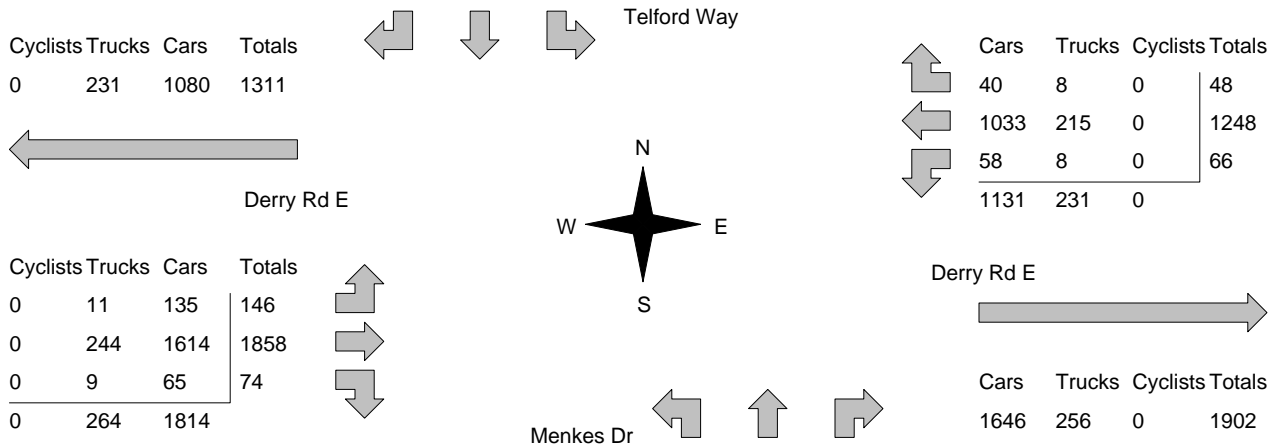 Telford Way
Cyclists Trucks Cars Totals
0 231 1080 1311
Derry Rd E
Cyclists Trucks Cars Totals
0 11 135 146
0 244 1614 1858
0 9 65 74
0 264 1814
N
W E
S
Menkes Dr
Cars Trucks Cyclists Totals
40 8 0 48
1033 215 0 1248
58 8 0 66
1131 231 0
Derry Rd E
Cars Trucks Cyclists Totals
1646 256 0 1902